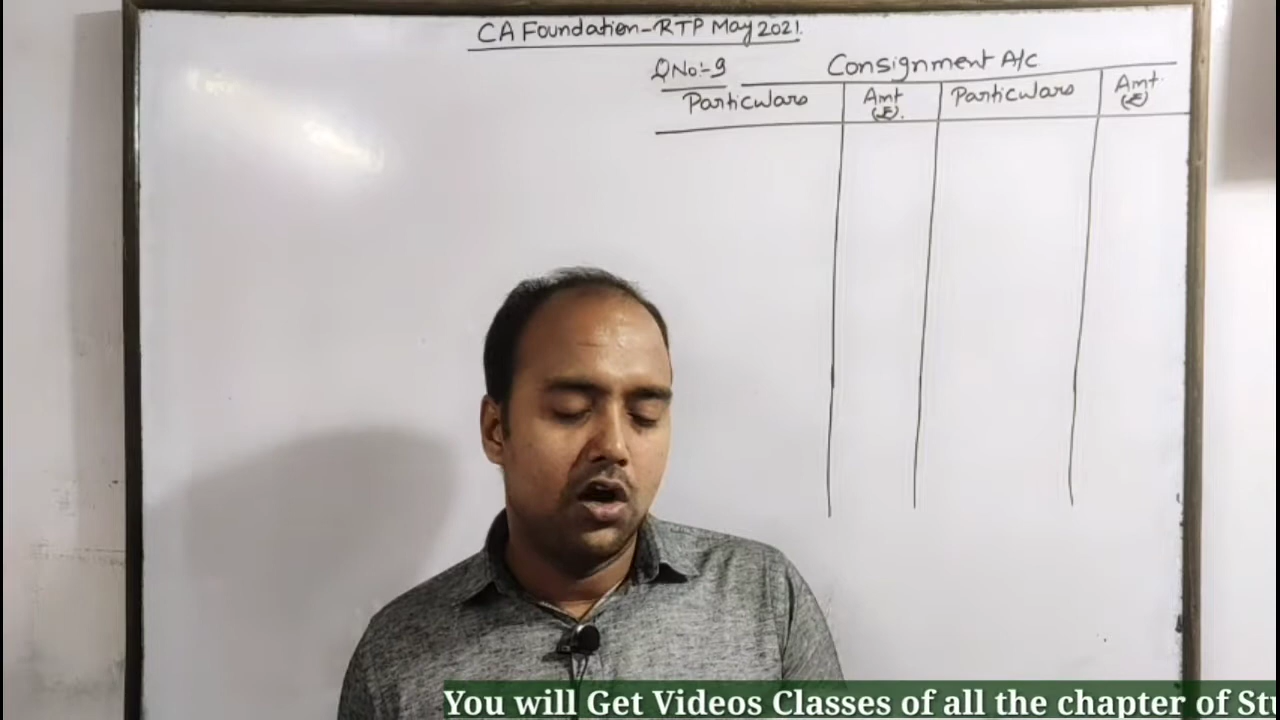 CA Foundation-RTP May 2021.
QNo:-9
Consignment A/c
Particulars Amt (₹). Particulars Amt. (₹)
You will Get Videos Classes of all the chapter of Stu